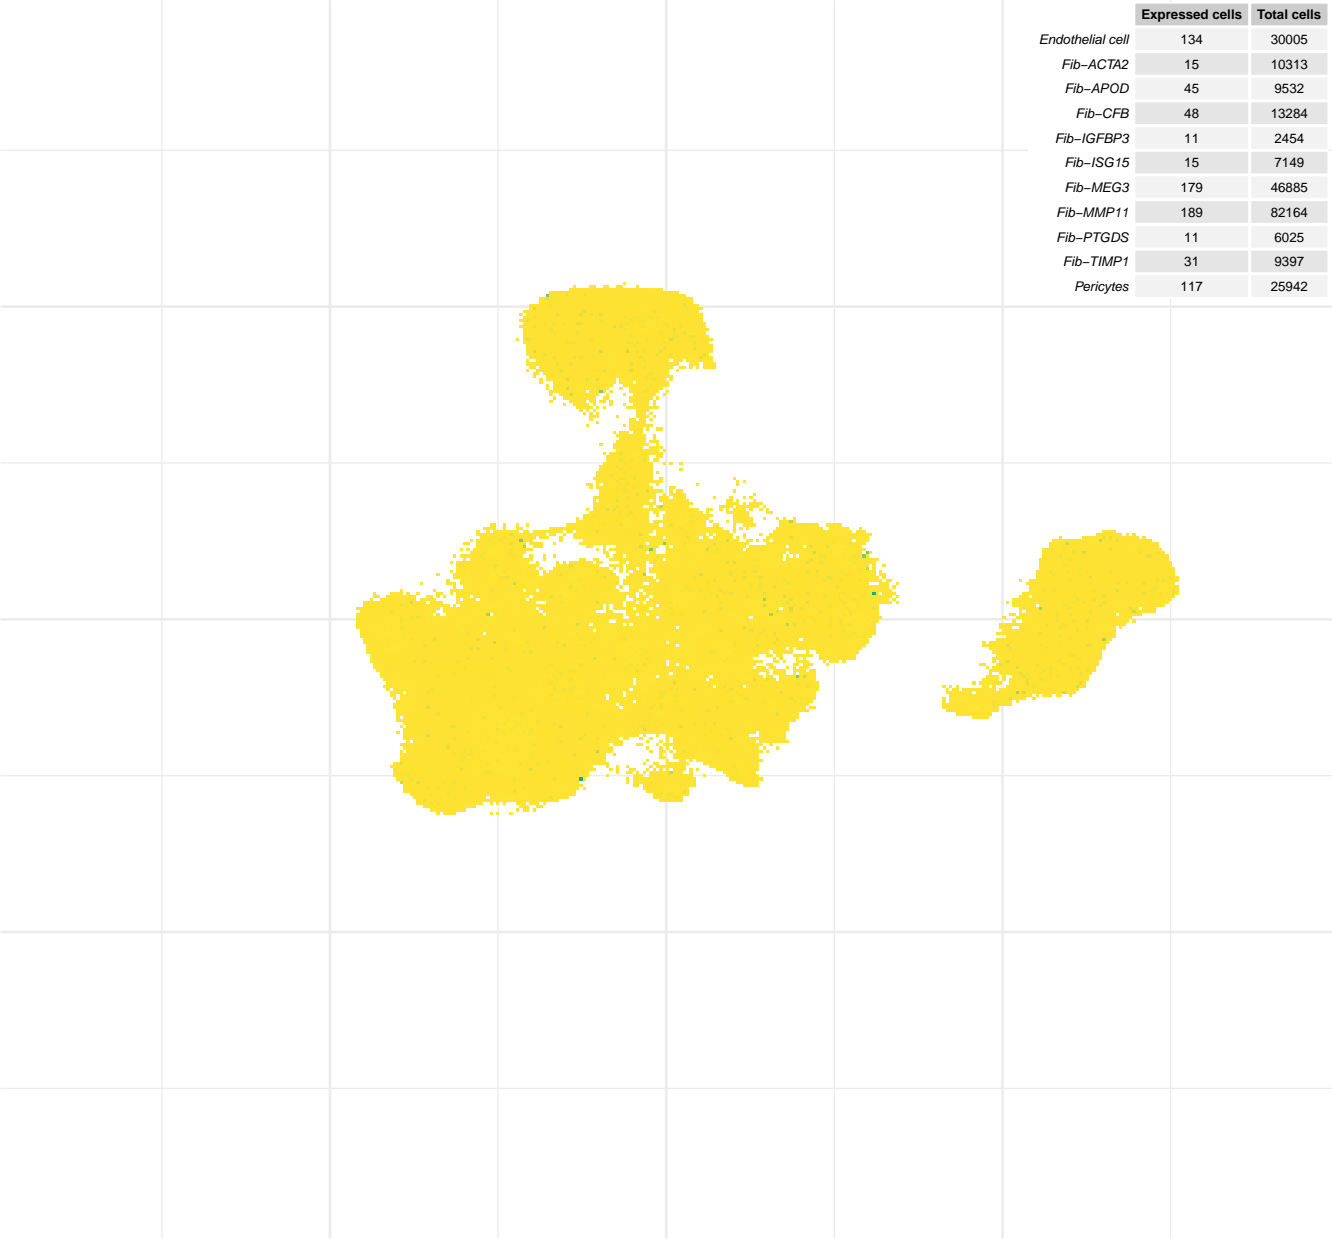 Expressed cells Total cells
Endothelial cell 134 30005
Fib−ACTA2 15 10313
Fib−APOD 45 9532
Fib−CFB 48 13284
Fib−IGFBP3 11 2454
Fib−ISG15 15 7149
Fib−MEG3 179 46885
Fib−MMP11 189 82164
Fib−PTGDS 11 6025
Fib−TIMP1 31 9397
Pericytes 117 25942